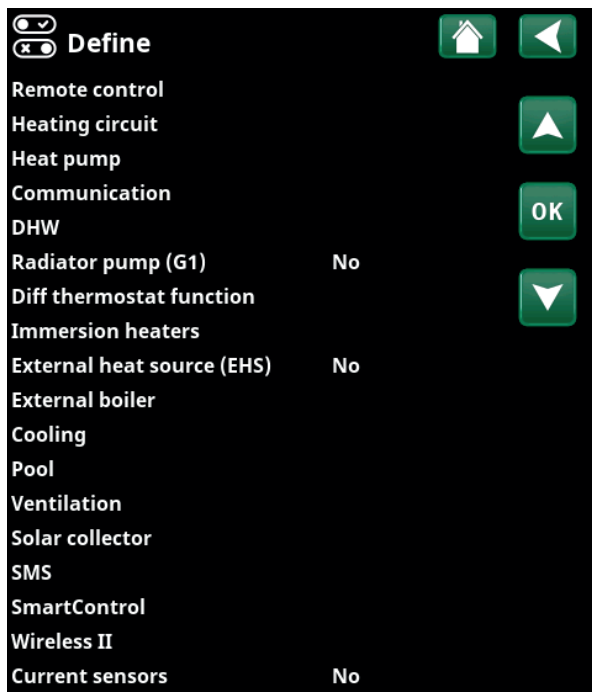 Define
Remote control
Heating circuit
Heat pump
Communication
OK
DHW
Radiator pump (G1) No
Diff thermostat function
Immersion heaters
External heat source (EHS) No
External boiler
Cooling
Pool
Ventilation
Solar collector
SMS
SmartControl
Wireless II
Current sensors No